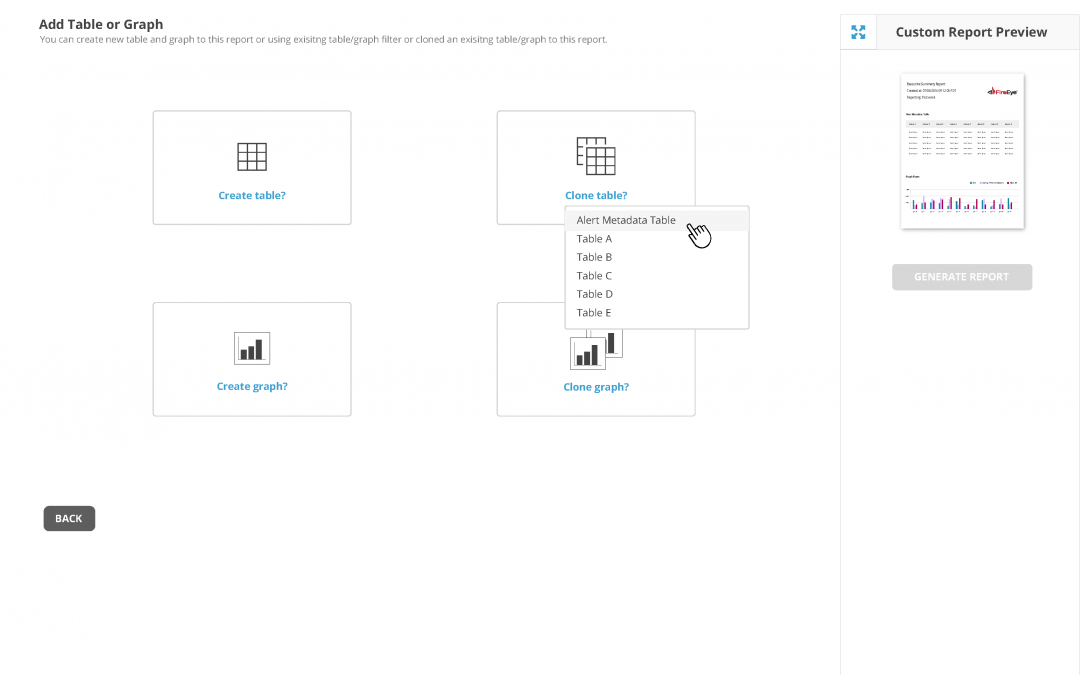 Add Table or Graph
You can create new table and graph to this report or using exisitng table/graph filter or cloned an exisitng table/graph to this report.
Create table?
Clone table?
Alert Metadata Table
Table A
Table B
Table C
Table D
Table E
Create graph?
Clone graph?
BACK
Custom Report Preview
FireEye
GENERATE REPORT